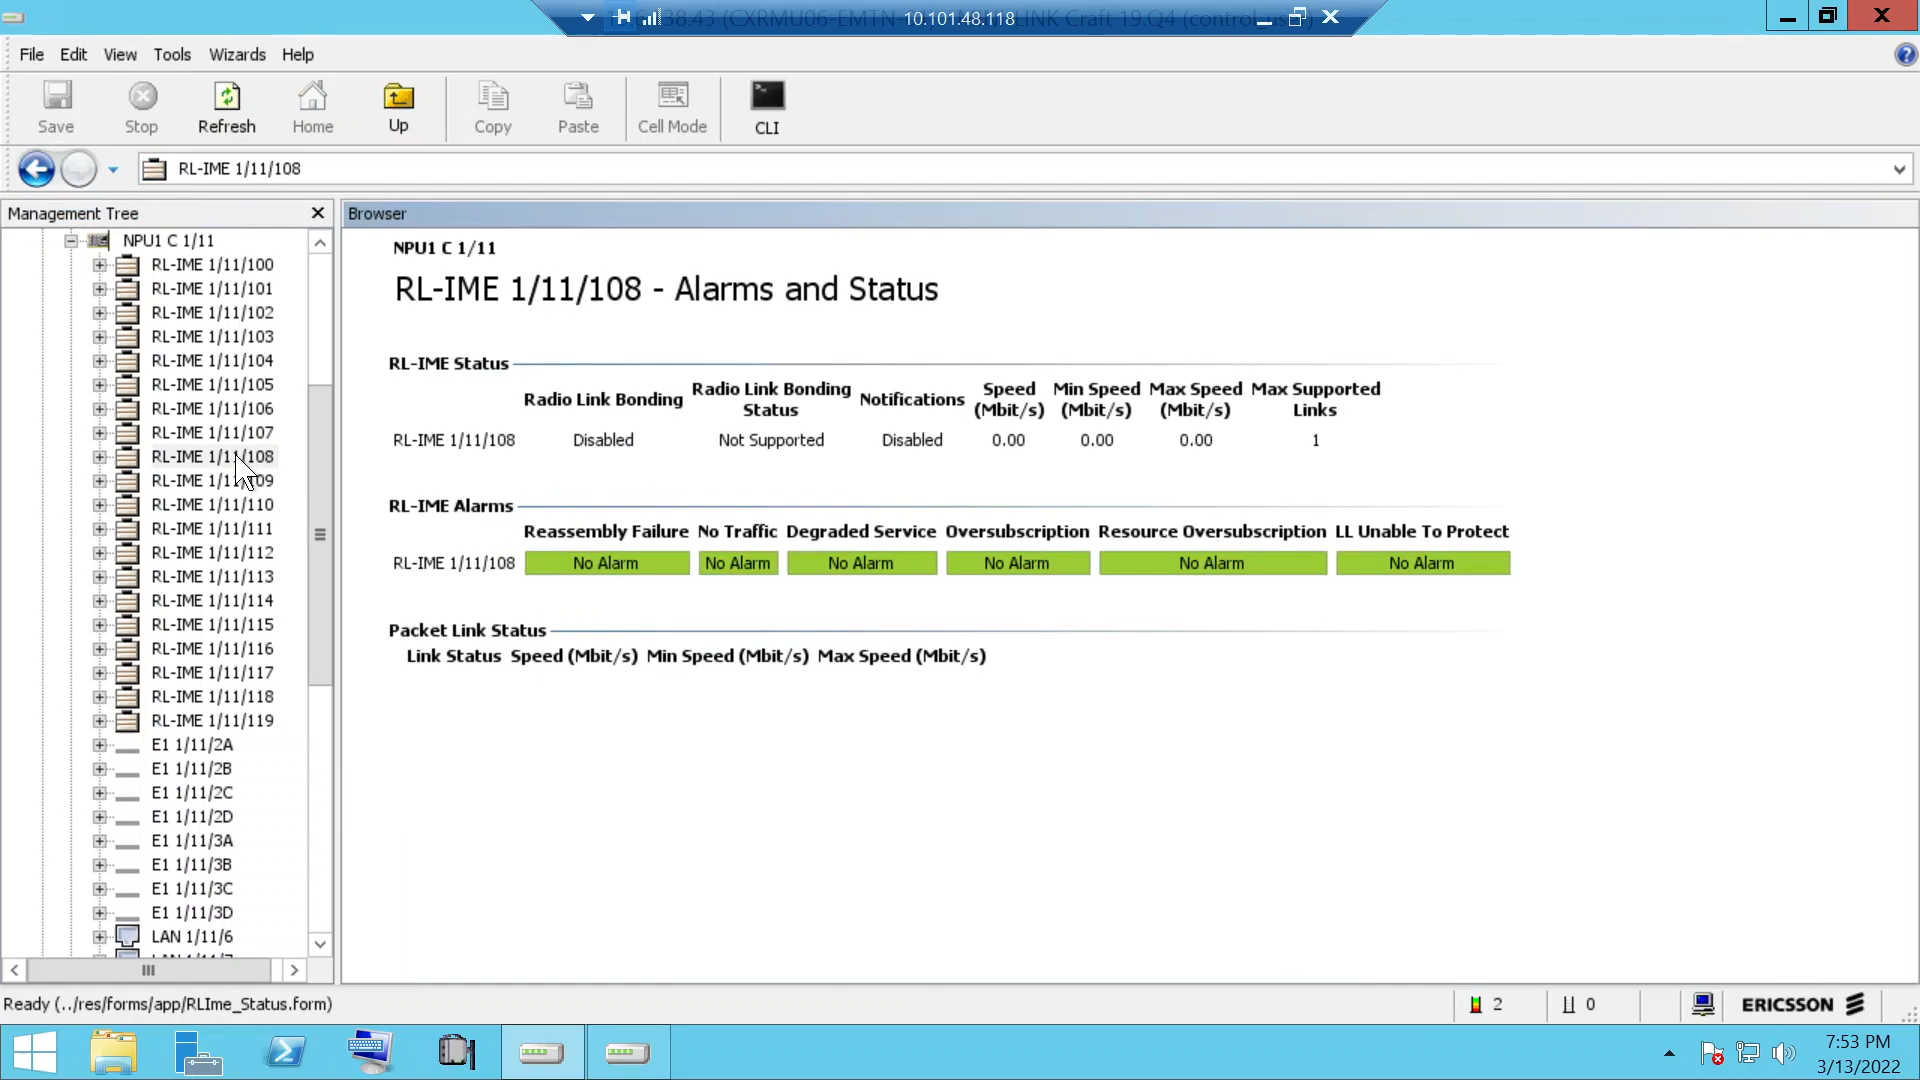 10.101.48.118
File Edit View Tools Wizards Help
Save Stop Refresh Home Up Copy Paste Cell Mode CLI
RL-IME 1/11/108
Management Tree
Browser
NPU1 C 1/11
RL-IME 1/11/100
RL-IME 1/11/101
RL-IME 1/11/102
RL-IME 1/11/103
RL-IME 1/11/104
RL-IME 1/11/105
RL-IME 1/11/106
RL-IME 1/11/107
RL-IME 1/11/108
RL-IME 1/11/109
RL-IME 1/11/110
RL-IME 1/11/111
RL-IME 1/11/112
RL-IME 1/11/113
RL-IME 1/11/114
RL-IME 1/11/115
RL-IME 1/11/116
RL-IME 1/11/117
RL-IME 1/11/118
RL-IME 1/11/119
E1 1/11/2A
E1 1/11/2B
E1 1/11/2C
E1 1/11/2D
E1 1/11/3A
E1 1/11/3B
E1 1/11/3C
E1 1/11/3D
LAN 1/11/6
NPU1 C 1/11
RL-IME 1/11/108 - Alarms and Status
RL-IME Status
Radio Link Bonding Radio Link Bonding Status Notifications Speed (Mbit/s) Min Speed (Mbit/s) Max Speed (Mbit/s) Max Supported Links
RL-IME 1/11/108 Disabled Not Supported Disabled 0.00 0.00 0.00 1
RL-IME Alarms
Reassembly Failure No Traffic Degraded Service Oversubscription Resource Oversubscription LL Unable To Protect
RL-IME 1/11/108 No Alarm No Alarm No Alarm No Alarm No Alarm No Alarm
Packet Link Status
Link Status Speed (Mbit/s) Min Speed (Mbit/s) Max Speed (Mbit/s)
Ready (../res/forms/app/RLIme_Status.form)
2 0 ERICSSON
7:53 PM
3/13/2022